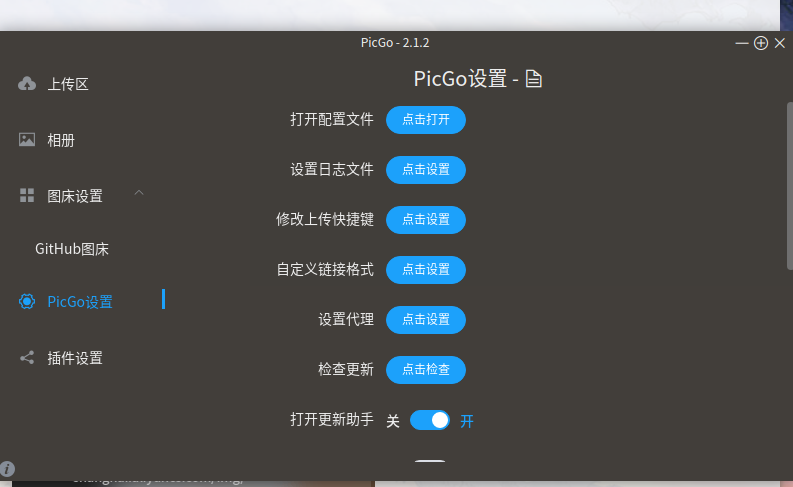 PicGo - 2.1.2
上传区
相册
图床设置
GitHub图床
PicGo设置
插件设置
PicGo设置 -
打开配置文件 点击打开
设置日志文件 点击设置
修改上传快捷键 点击设置
自定义链接格式 点击设置
设置代理 点击设置
检查更新 点击检查
打开更新助手 关 开